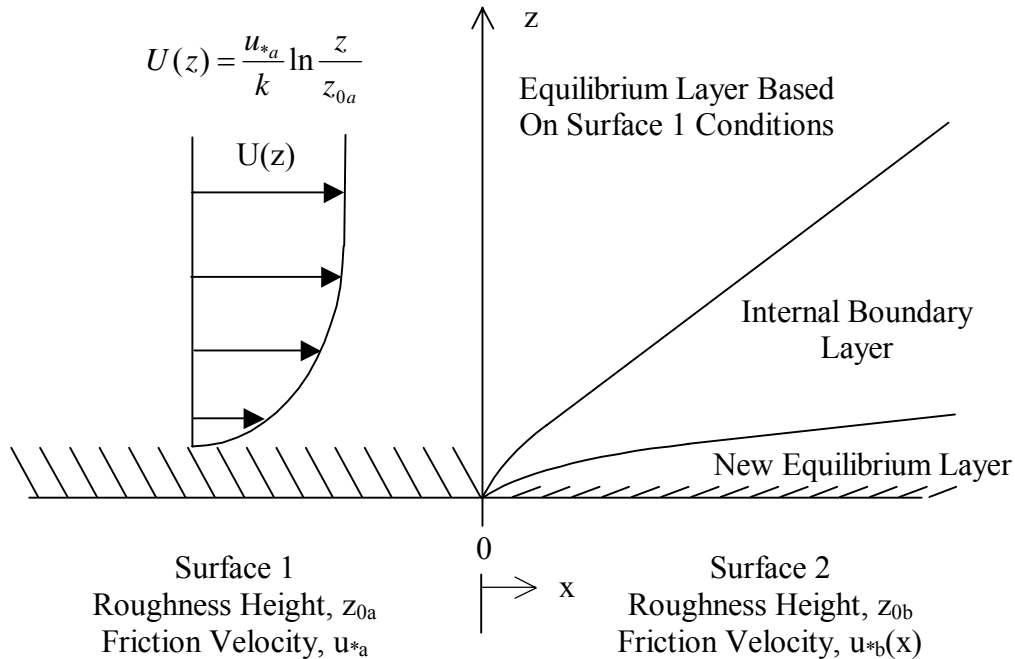 U(z) = u*a/k ln z/z0a
z
Equilibrium Layer Based
On Surface 1 Conditions
U(z)
Internal Boundary
Layer
New Equilibrium Layer
0
x
Surface 1
Roughness Height, z0a
Friction Velocity, u*a
Surface 2
Roughness Height, z0b
Friction Velocity, u*b(x)